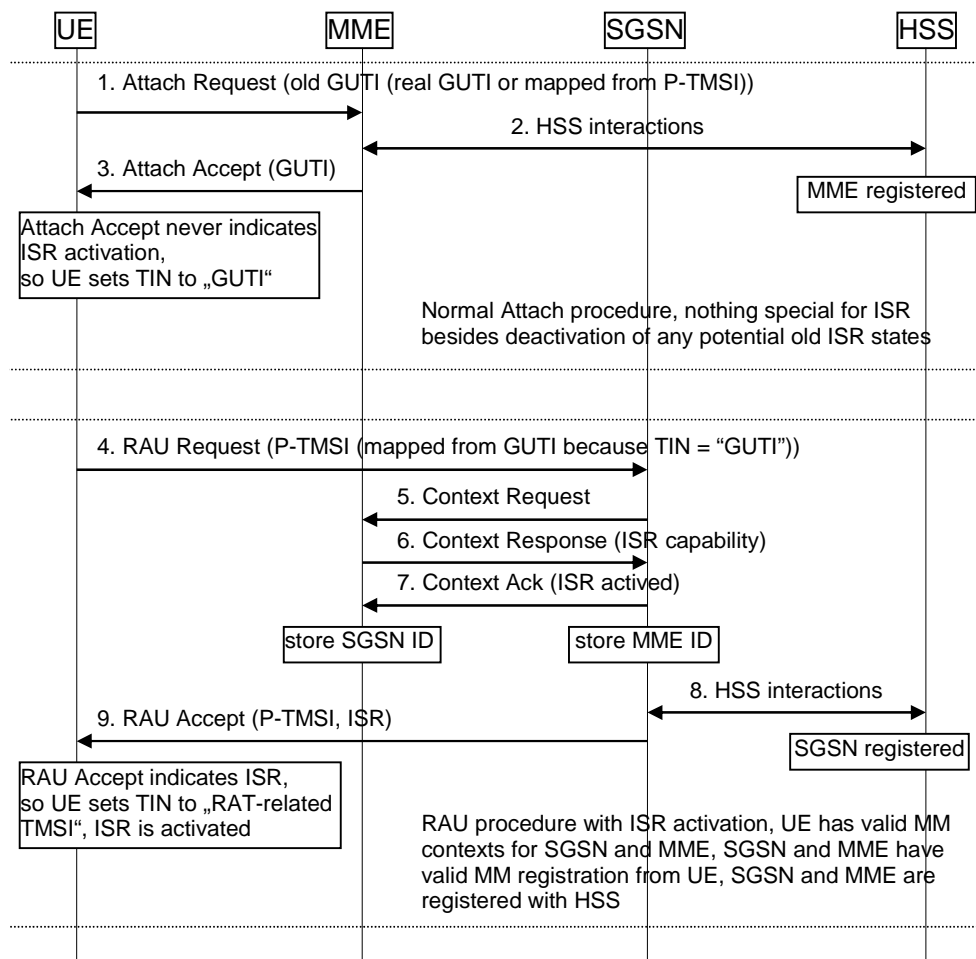 UE MME SGSN HSS
1. Attach Request (old GUTI (real GUTI or mapped from P-TMSI))
2. HSS interactions
3. Attach Accept (GUTI)
MME registered
Attach Accept never indicates
ISR activation,
so UE sets TIN to „GUTI“
Normal Attach procedure, nothing special for ISR
besides deactivation of any potential old ISR states
4. RAU Request (P-TMSI (mapped from GUTI because TIN = “GUTI”))
5. Context Request
6. Context Response (ISR capability)
7. Context Ack (ISR actived)
store SGSN ID store MME ID
8. HSS interactions
9. RAU Accept (P-TMSI, ISR)
SGSN registered
RAU Accept indicates ISR,
so UE sets TIN to „RAT-related
TMSI“, ISR is activated
RAU procedure with ISR activation, UE has valid MM
contexts for SGSN and MME, SGSN and MME have
valid MM registration from UE, SGSN and MME are
registered with HSS